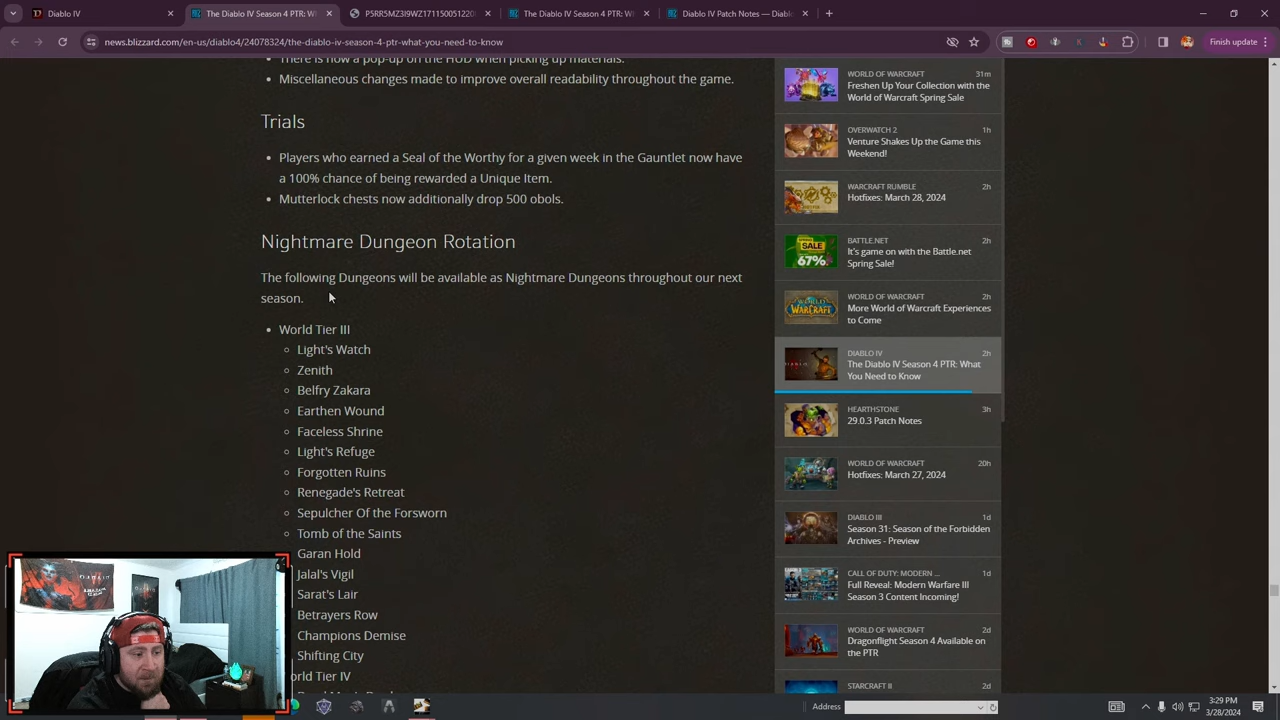 Diablo IV
The Diablo IV Season 4 PTR: W
P5RR5MZ3I9WZ171150051220
The Diablo IV Season 4 PTR: W
Diablo IV Patch Notes — Diablo
news.blizzard.com/en-us/diablo4/24078324/the-diablo-iv-season-4-ptr-what-you-need-to-know
Finish update
There is now a pop-up on the HUD when picking up materials.
Miscellaneous changes made to improve overall readability throughout the game.
Trials
Players who earned a Seal of the Worthy for a given week in the Gauntlet now have
a 100% chance of being rewarded a Unique Item.
Mutterlock chests now additionally drop 500 obols.
Nightmare Dungeon Rotation
The following Dungeons will be available as Nightmare Dungeons throughout our next
season.
World Tier III
Light's Watch
Zenith
Belfry Zakara
Earthen Wound
Faceless Shrine
Light's Refuge
Forgotten Ruins
Renegade's Retreat
Sepulcher Of the Forsworn
Tomb of the Saints
Garan Hold
Jalal's Vigil
Sarat's Lair
Betrayers Row
Champions Demise
Shifting City
rld Tier IV
WORLD OF WARCRAFT 31m
Freshen Up Your Collection with the
World of Warcraft Spring Sale
OVERWATCH 2 1h
Venture Shakes Up the Game this
Weekend!
WARCRAFT RUMBLE 2h
Hotfixes: March 28, 2024
BATTLE.NET 2h
It's game on with the Battle.net
Spring Sale!
SALE
67%
WORLD OF WARCRAFT 2h
More World of Warcraft Experiences
to Come
WARCRAFT
DIABLO IV 2h
The Diablo IV Season 4 PTR: What
You Need to Know
HEARTHSTONE 3h
29.0.3 Patch Notes
WORLD OF WARCRAFT 20h
Hotfixes: March 27, 2024
DIABLO III 1d
Season 31: Season of the Forbidden
Archives - Preview
CALL OF DUTY: MODERN ... 1d
Full Reveal: Modern Warfare III
Season 3 Content Incoming!
WORLD OF WARCRAFT 2d
Dragonflight Season 4 Available on
the PTR
STARCRAFT II 2d
Address
3:29 PM
3/28/2024